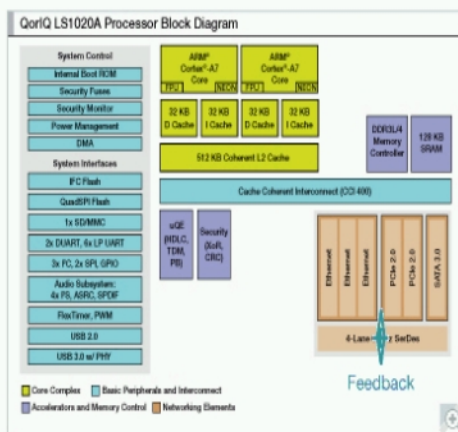 QorIQ LS1020A Processor Block Diagram
System Control
Internal Boot ROM
Security Fuses
Security Monitor
Power Management
DMA
System Interfaces
IFC Flash
QuadSPI Flash
1x SD/MMC
2x DUART, 6x LP UART
3x I²C, 2x SPI, GPIO
Audio Subsystem:
4x I²S, ASRC, SPDIF
FlexTimer, PWM
USB 2.0
USB 3.0 w/ PHY
ARM®
Cortex®-A7
Core
FPU
NEON
ARM®
Cortex®-A7
Core
FPU
NEON
32 KB
D Cache
32 KB
I Cache
32 KB
D Cache
32 KB
I Cache
512 KB Coherent L2 Cache
DDR3L/4
Memory
Controller
128 KB
SRAM
Cache Coherent Interconnect (CCI-400)
uQE
(HDLC,
TDM,
PB)
Security
(XoR,
CRC)
Ethernet
Ethernet
Ethernet
PCIe 2.0
PCIe 2.0
SATA 3.0
4-Lane z SerDes
Feedback
Core Complex
Basic Peripherals and Interconnect
Accelerators and Memory Control
Networking Elements